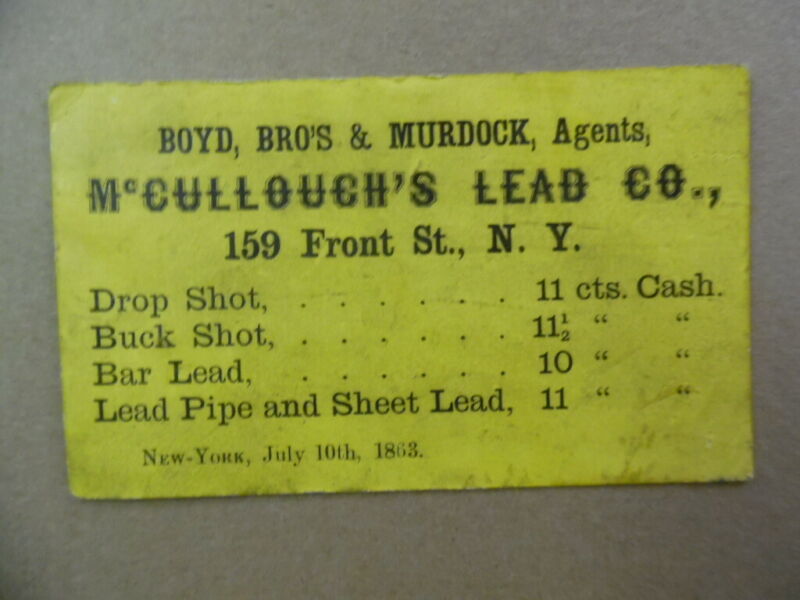 BOYD, BRO'S & MURDOCK, Agents,
McCULLOUGH'S LEAD CO.,
159 Front St., N. Y.
Drop Shot, . . . . . . 11 cts. Cash.
Buck Shot, . . . . . . 11½ “ “
Bar Lead, . . . . . . 10 “ “
Lead Pipe and Sheet Lead, 11 “ “
NEW-YORK, July 10th, 1863.